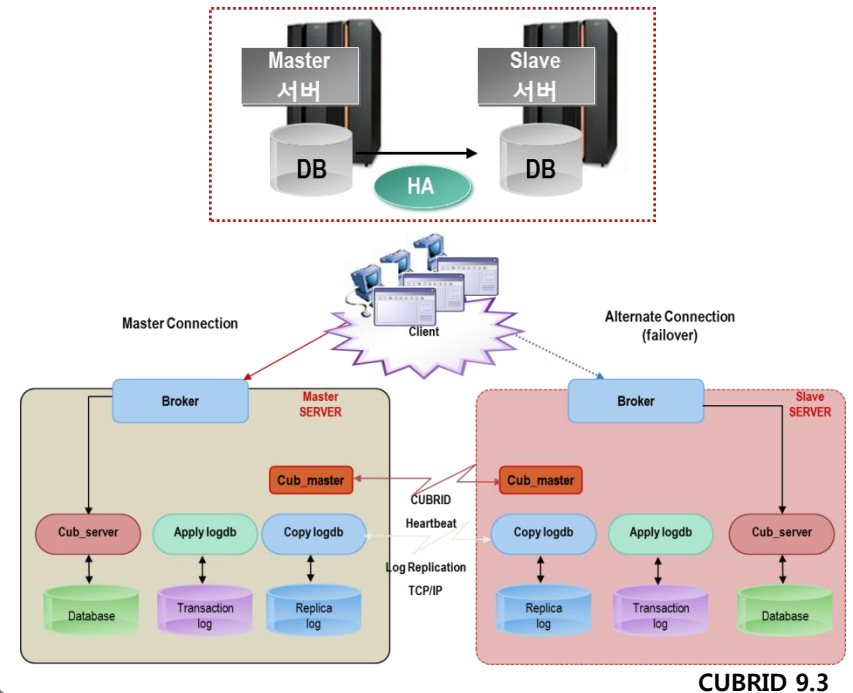 Master
서버
Slave
서버
DB
DB
HA
Client
Master Connection
Alternate Connection
(failover)
Broker
Master
SERVER
Broker
Slave
SERVER
Cub_master
Cub_master
CUBRID
Heartbeat
Cub_server
Apply logdb
Copy logdb
Copy logdb
Apply logdb
Cub_server
Log Replication
TCP/IP
Database
Transaction
log
Replica
log
Replica
log
Transaction
log
Database
CUBRID 9.3